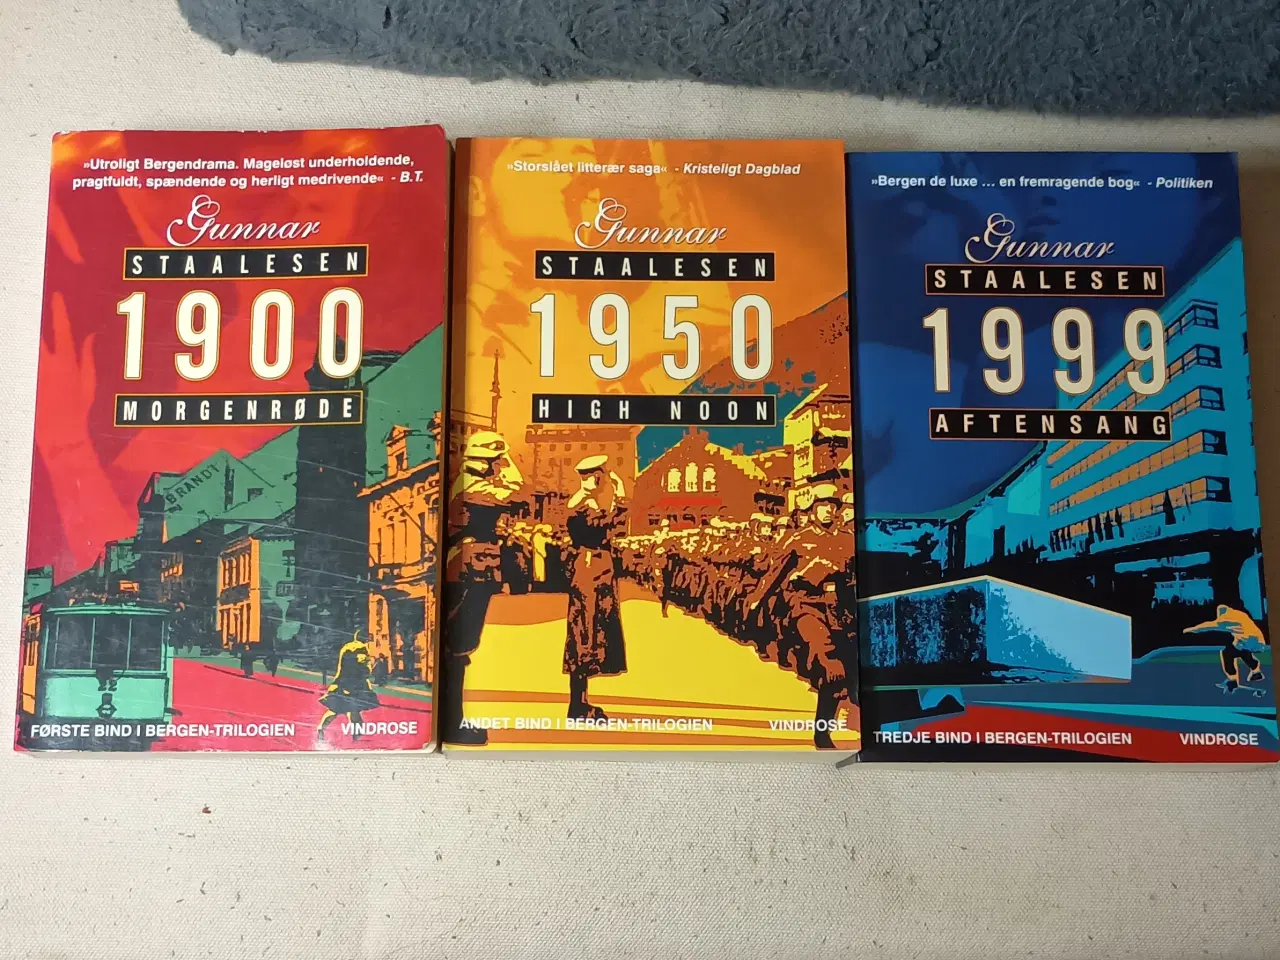 »Utroligt Bergendrama. Mageløst underholdende,
pragtfuldt, spændende og herligt medrivende« - B.T.
Gunnar
STAALESEN
1900
MORGENRØDE
BRANDT
FØRSTE BIND I BERGEN-TRILOGIEN
VINDROSE
»Storslået litterær saga« - Kristeligt Dagblad
Gunnar
STAALESEN
1950
HIGH NOON
ANDET BIND I BERGEN-TRILOGIEN
VINDROSE
»Bergen de luxe ... en fremragende bog« - Politiken
Gunnar
STAALESEN
1999
AFTENSANG
TREDJE BIND I BERGEN-TRILOGIEN
VINDROSE